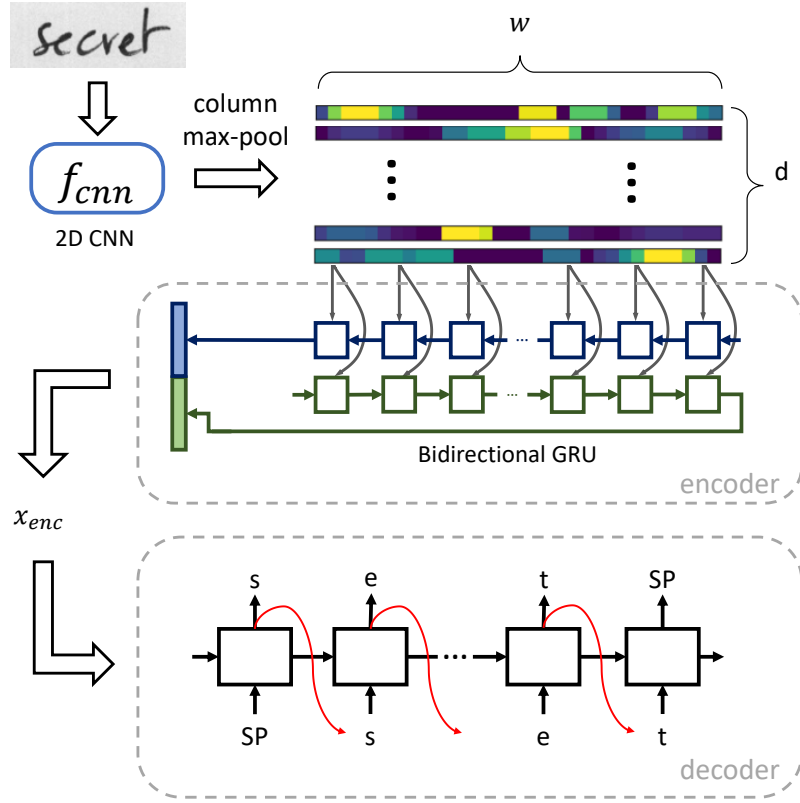 secret
w
column
max-pool
f_cnn
2D CNN
d
...
...
Bidirectional GRU
encoder
x_enc
s e t SP
...
SP s e t
decoder